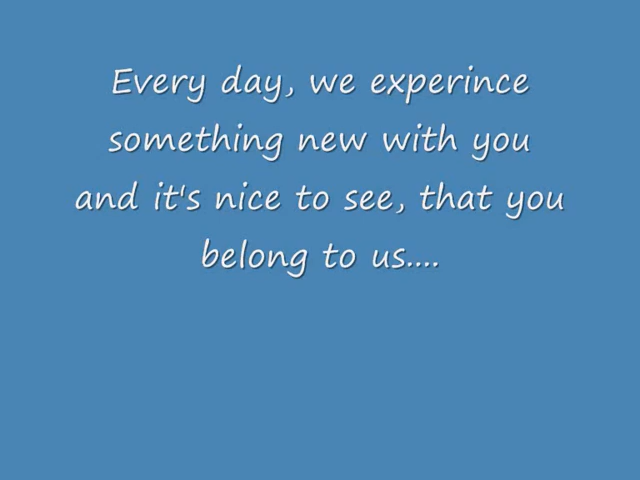 Every day, we experince
something new with you
and it's nice to see, that you
belong to us....